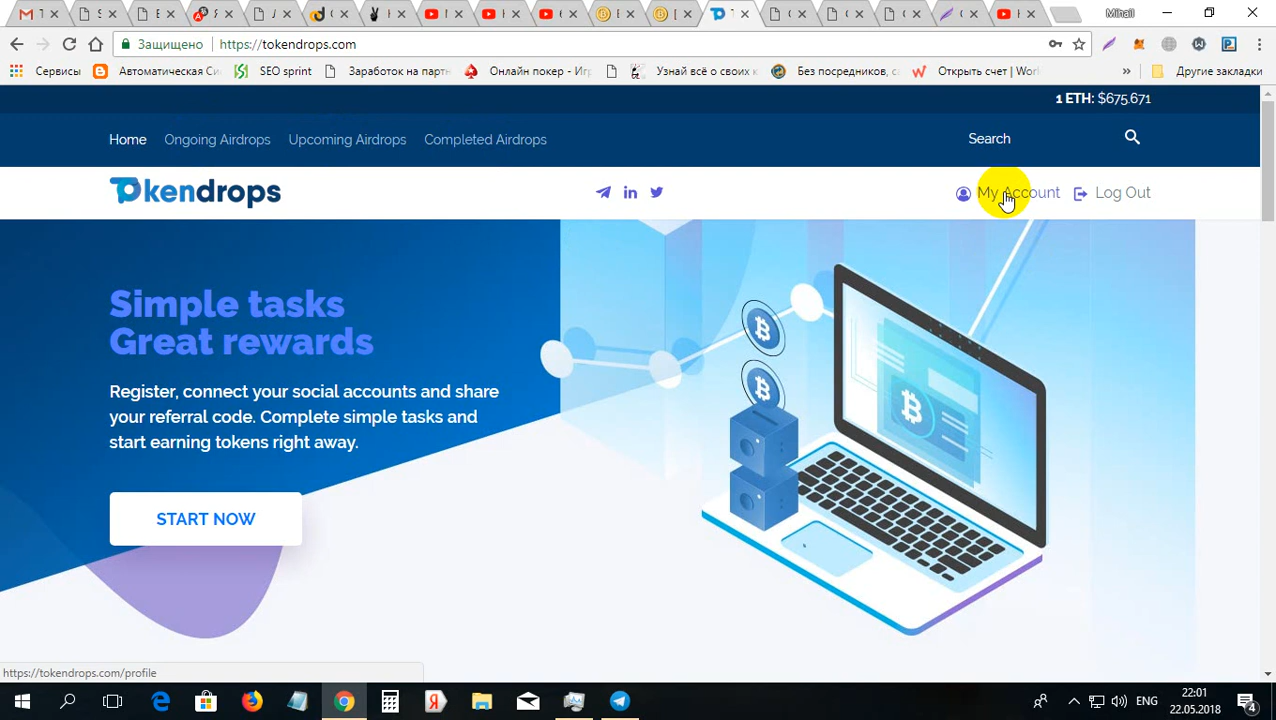 Mihail
Защищено
https://tokendrops.com
Сервисы
Автоматическая Си
SEO sprint
Заработок на партн
Онлайн покер - Иг
Узнай всё о своих к
Без посредников, са
Открыть счет | Worl
»
Другие закладки
1 ETH: $675.671
Home
Ongoing Airdrops
Upcoming Airdrops
Completed Airdrops
Search
Tokendrops
My Account
Log Out
Simple tasks
Great rewards
Register, connect your social accounts and share
your referral code. Complete simple tasks and
start earning tokens right away.
START NOW
https://tokendrops.com/profile
ENG
22:01
22.05.2018
4